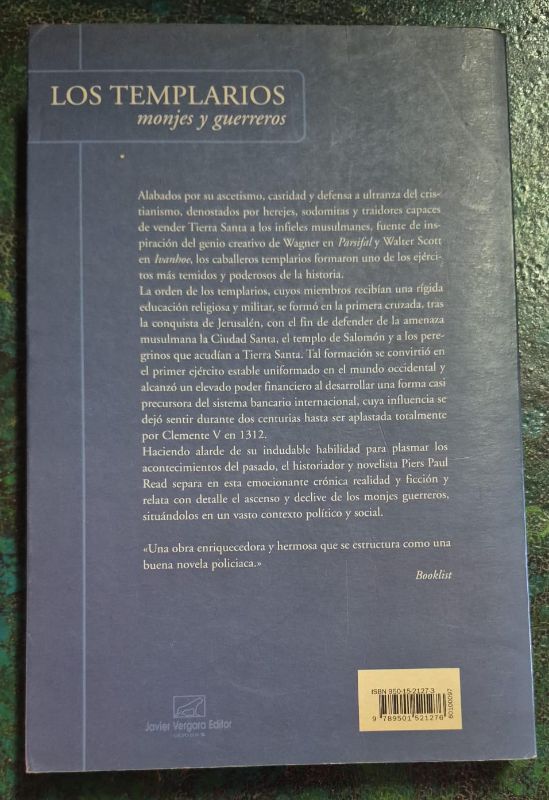 LOS TEMPLARIOS
monjes y guerreros
Alabados por su ascetismo, castidad y defensa a ultranza del cris-
tianismo, denostados por herejes, sodomitas y traidores capaces
de vender Tierra Santa a los infieles musulmanes, fuente de ins-
piración del genio creativo de Wagner en Parsifal y Walter Scott
en Ivanhoe, los caballeros templarios formaron uno de los ejérci-
tos más temidos y poderosos de la historia.
La orden de los templarios, cuyos miembros recibían una rígida
educación religiosa y militar, se formó en la primera cruzada, tras
la conquista de Jerusalén, con el fin de defender de la amenaza
musulmana la Ciudad Santa, el templo de Salomón y a los pere-
grinos que acudían a Tierra Santa. Tal formación se convirtió en
el primer ejército estable uniformado en el mundo occidental y
alcanzó un elevado poder financiero al desarrollar una forma casi
precursora del sistema bancario internacional, cuya influencia se
dejó sentir durante dos centurias hasta ser aplastada totalmente
por Clemente V en 1312.
Haciendo alarde de su indudable habilidad para plasmar los
acontecimientos del pasado, el historiador y novelista Piers Paul
Read separa en esta emocionante crónica realidad y ficción y
relata con detalle el ascenso y declive de los monjes guerreros,
situándolos en un vasto contexto político y social.
«Una obra enriquecedora y hermosa que se estructura como una
buena novela policiaca.»
Booklist
Javier Vergara Editor
ISBN 950-15-2127-3
9 789501 521276
60100097